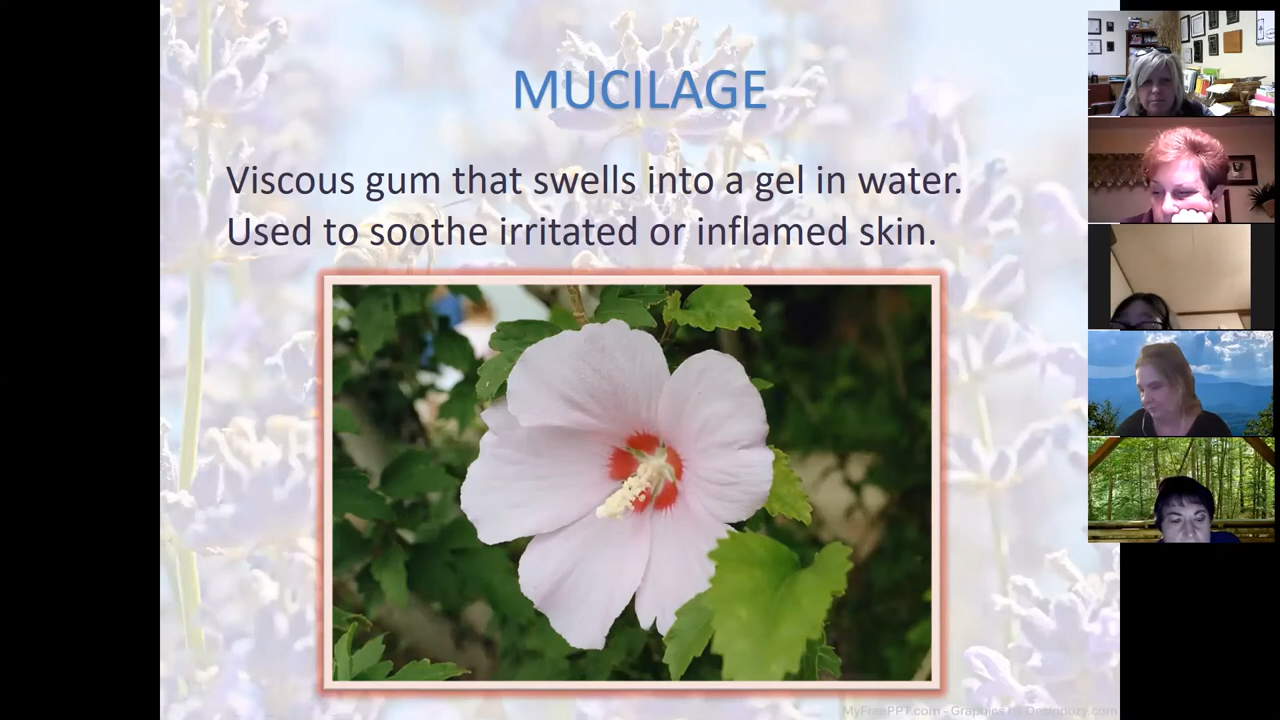 MUCILAGE
Viscous gum that swells into a gel in water.
Used to soothe irritated or inflamed skin.
MyFreePPT.com - Graphics by Designozy.com